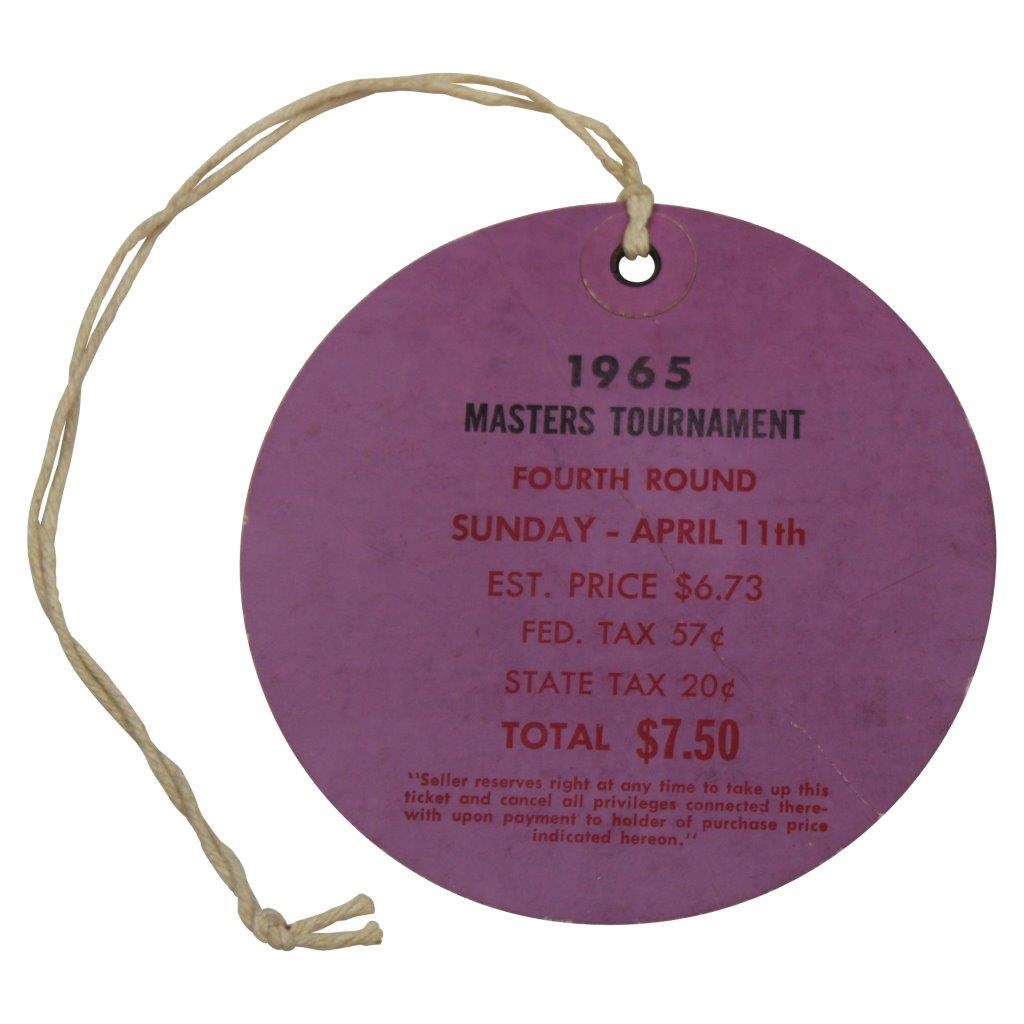 1965
MASTERS TOURNAMENT
FOURTH ROUND
SUNDAY - APRIL 11th
EST. PRICE $6.73
FED. TAX 57¢
STATE TAX 20¢
TOTAL $7.50
"Seller reserves right at any time to take up this
ticket and cancel all privileges connected there-
with upon payment to holder of purchase price
indicated hereon."